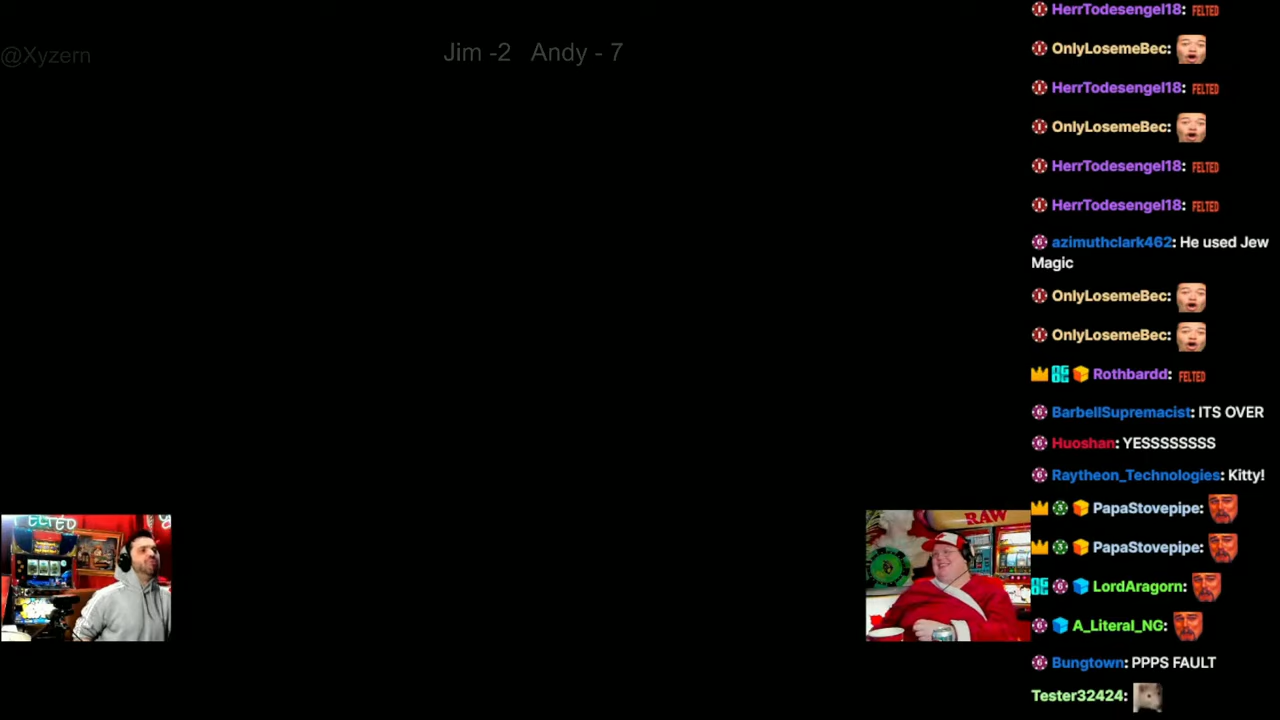 @Xyzern
Jim -2 Andy - 7
HerrTodesengel18: FELTED
OnlyLosemeBec:
HerrTodesengel18: FELTED
OnlyLosemeBec:
HerrTodesengel18: FELTED
HerrTodesengel18: FELTED
azimuthclark462: He used Jew
Magic
OnlyLosemeBec:
OnlyLosemeBec:
Rothbardd: FELTED
BarbellSupremacist: ITS OVER
Huoshan: YESSSSSSSS
Raytheon_Technologies: Kitty!
PapaStovepipe:
PapaStovepipe:
LordAragorn:
A_Literal_NG:
Bungtown: PPPS FAULT
Tester32424:
ELTED
RAW